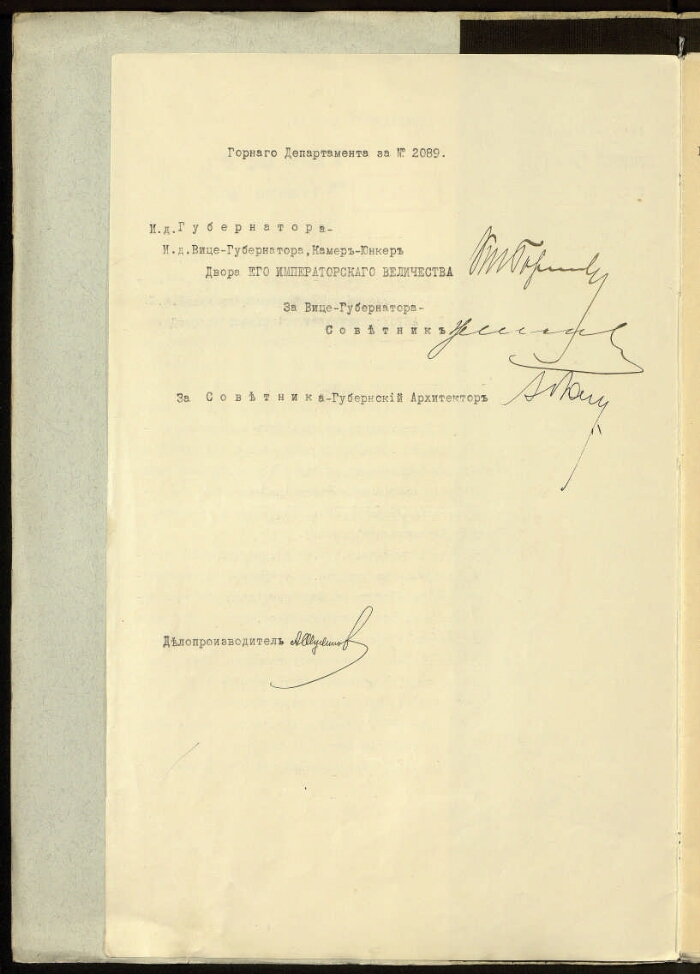 Горнаго Департамента за № 2089.
И.д. Губернатора-
И.д. Вице-Губернатора, Камеръ-Юнкеръ
Двора ЕГО ИМПЕРАТОРСКАГО ВЕЛИЧЕСТВА
За Вице-Губернатора-
Совѣтникъ
За Совѣтника-Губернскій Архитекторъ
Дѣлопроизводитель